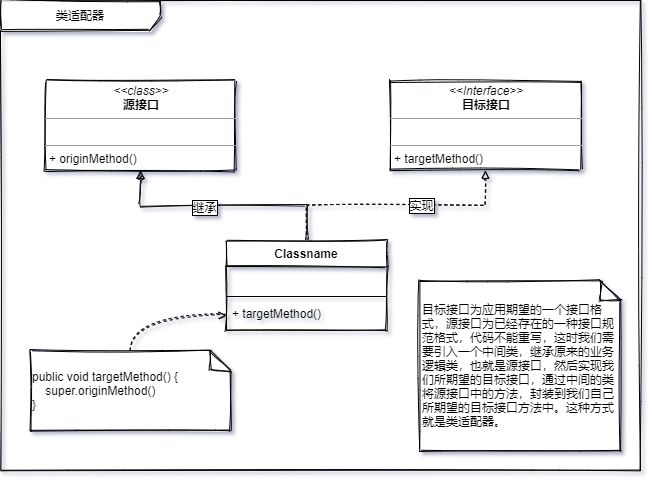 类适配器
<<class>>
源接口
+ originMethod()
<<Interface>>
目标接口
+ targetMethod()
继承
实现
Classname
+ targetMethod()
public void targetMethod() {
super.originMethod()
}
目标接口为应用期望的一个接口格
式，源接口为已经存在的一种接口规
范格式，代码不能重写，这时我们需
要引入一个中间类，继承原来的业务
逻辑类，也就是源接口，然后实现我
们所期望的目标接口，通过中间的类
将源接口中的方法，封装到我们自己
所期望的目标接口方法中。这种方式
就是类适配器。